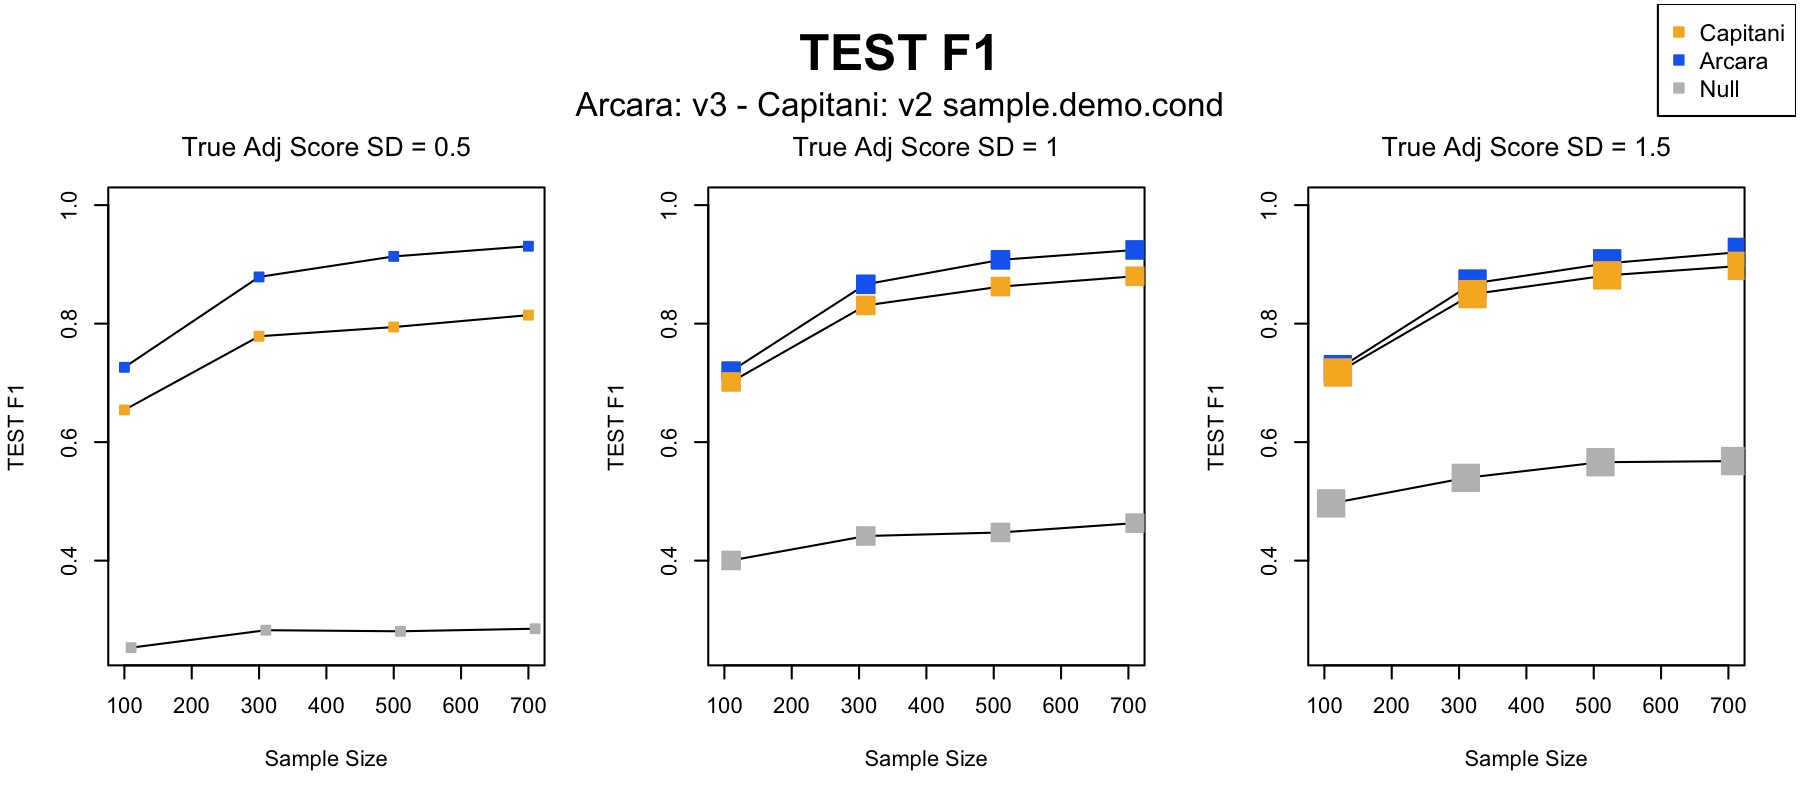 TEST F1
Arcara: v3 - Capitani: v2 sample.demo.cond
Capitani
Arcara
Null
True Adj Score SD = 0.5
TEST F1
1.0
0.8
0.6
0.4
100 200 300 400 500 600 700
Sample Size
True Adj Score SD = 1
TEST F1
1.0
0.8
0.6
0.4
100 200 300 400 500 600 700
Sample Size
True Adj Score SD = 1.5
TEST F1
1.0
0.8
0.6
0.4
100 200 300 400 500 600 700
Sample Size